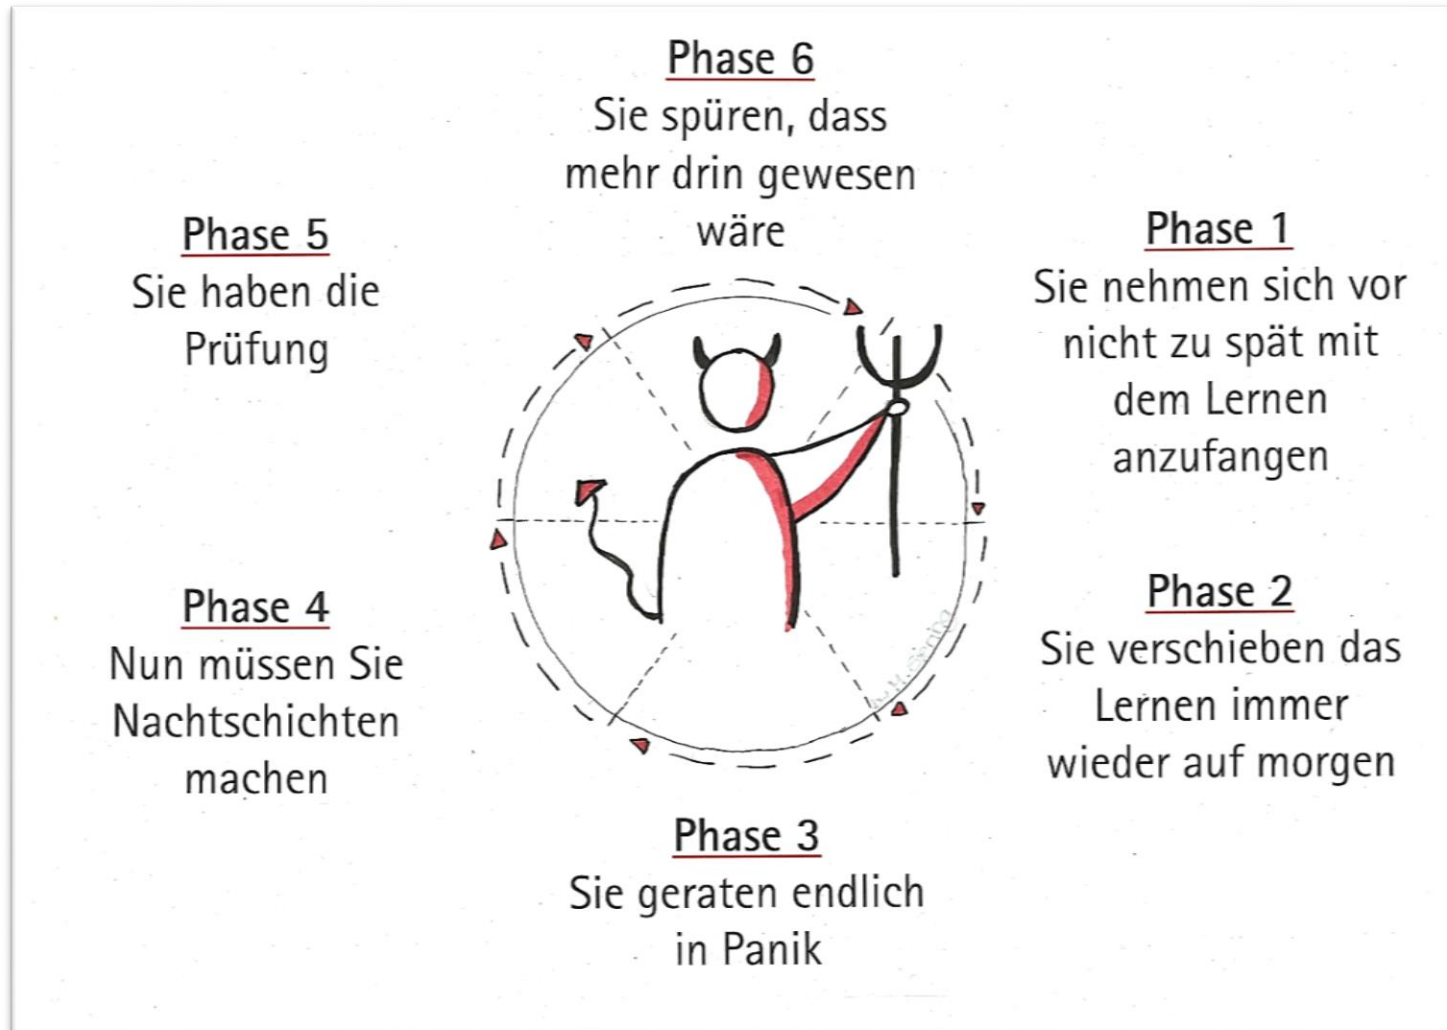 Phase 6
Sie spüren, dass
mehr drin gewesen
wäre
Phase 1
Sie nehmen sich vor
nicht zu spät mit
dem Lernen
anzufangen
Phase 2
Sie verschieben das
Lernen immer
wieder auf morgen
Phase 3
Sie geraten endlich
in Panik
Phase 4
Nun müssen Sie
Nachtschichten
machen
Phase 5
Sie haben die
Prüfung